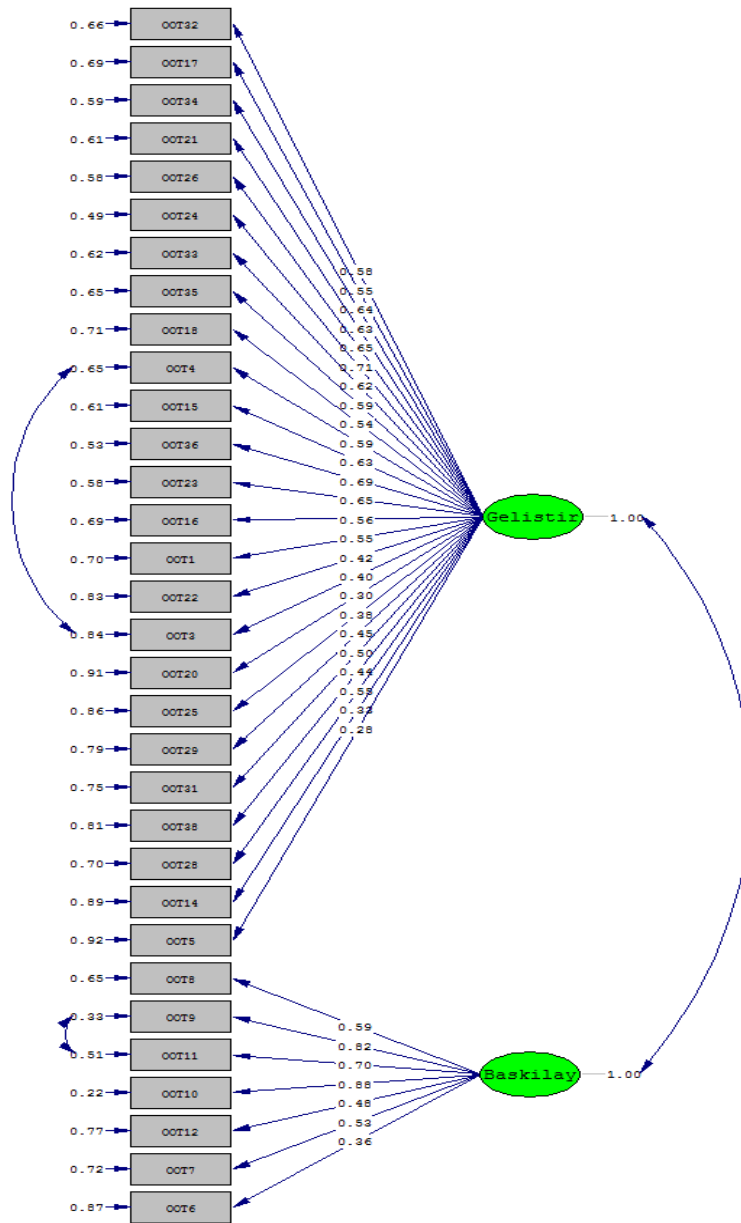 0.66 OOT32
0.69 OOT17
0.59 OOT34
0.61 OOT21
0.58 OOT26
0.49 OOT24
0.62 OOT33
0.65 OOT35
0.71 OOT18
0.65 OOT4
0.61 OOT15
0.53 OOT36
0.58 OOT23
0.69 OOT16
0.70 OOT1
0.83 OOT22
0.84 OOT3
0.91 OOT20
0.86 OOT25
0.79 OOT29
0.75 OOT31
0.81 OOT38
0.70 OOT28
0.89 OOT14
0.92 OOT5
0.65 OOT8
0.33 OOT9
0.51 OOT11
0.22 OOT10
0.77 OOT12
0.72 OOT7
0.87 OOT6
0.58
0.55
0.64
0.63
0.65
0.71
0.62
0.59
0.54
0.59
0.63
0.69
0.65
0.56
0.55
0.42
0.40
0.30
0.38
0.45
0.50
0.44
0.55
0.33
0.28
Gelistir 1.00
0.59
0.82
0.70
0.88
0.48
0.53
0.36
Baskilay 1.00